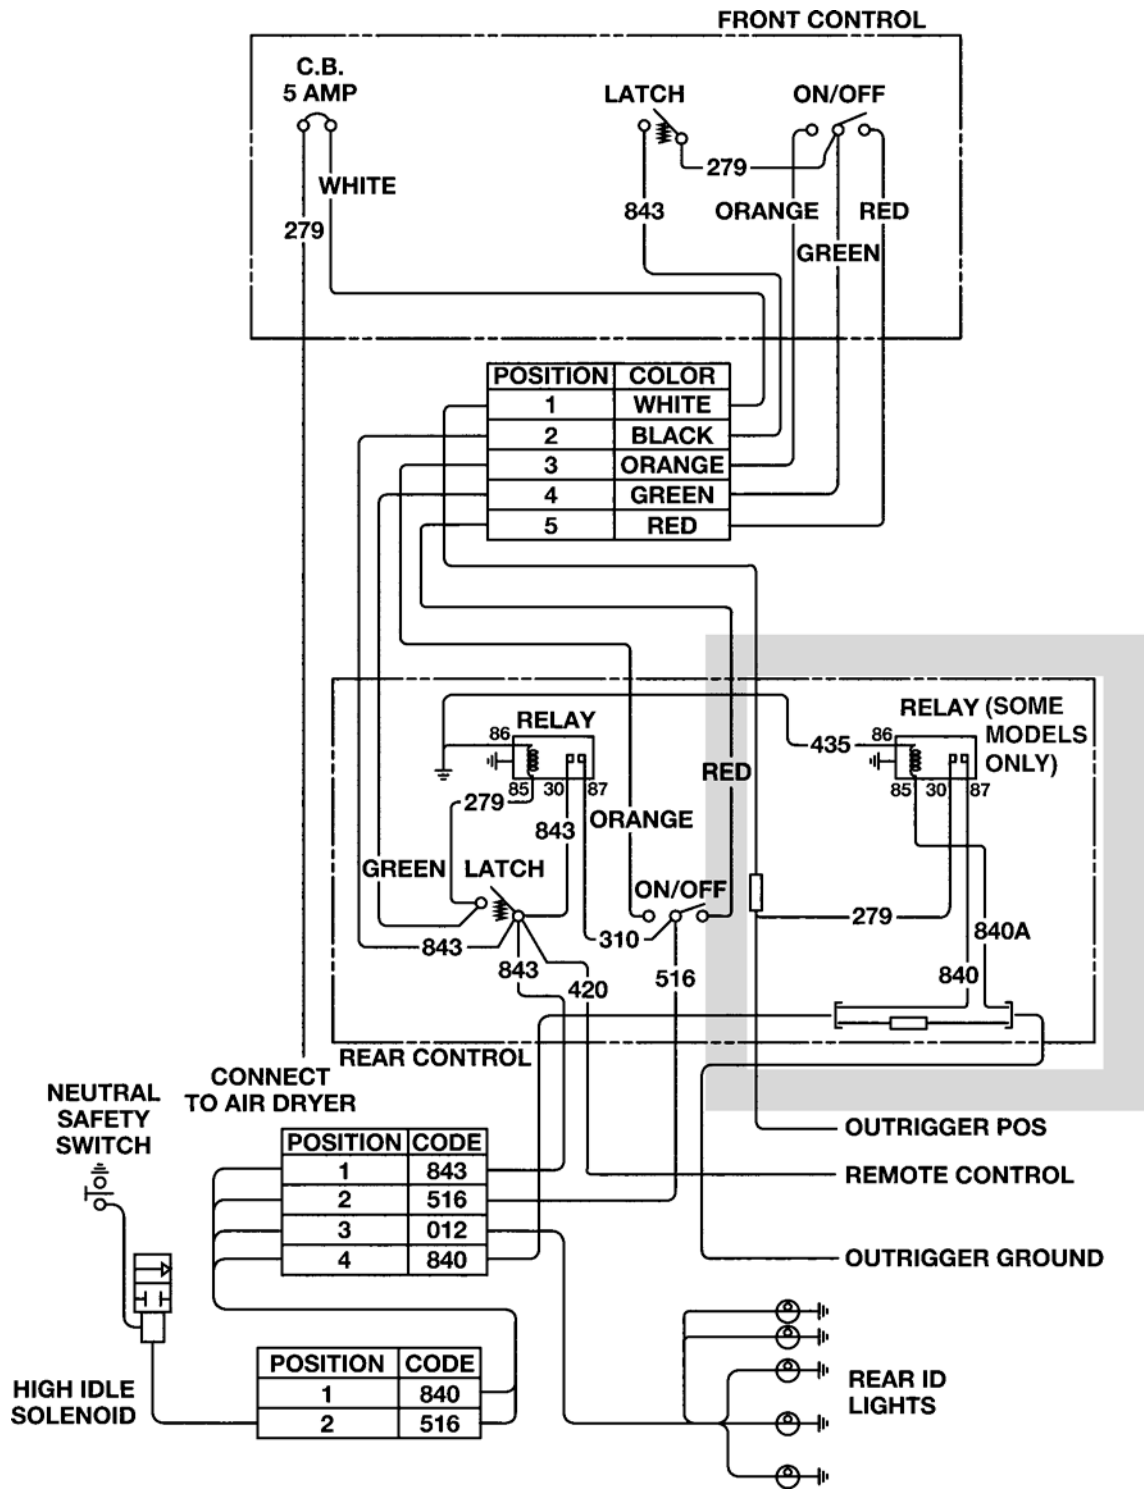 FRONT CONTROL
C.B.
5 AMP
LATCH
ON/OFF
279
WHITE
843
ORANGE
RED
279
GREEN
POSITION COLOR
1 WHITE
2 BLACK
3 ORANGE
4 GREEN
5 RED
RELAY
86
85 30 87
279
843
ORANGE
RED
GREEN
LATCH
ON/OFF
843
310
843
420
516
RELAY (SOME
MODELS
ONLY)
435
86
85 30 87
279
840A
840
REAR CONTROL
CONNECT
TO AIR DRYER
NEUTRAL
SAFETY
SWITCH
POSITION CODE
1 843
2 516
3 012
4 840
OUTRIGGER POS
REMOTE CONTROL
OUTRIGGER GROUND
HIGH IDLE
SOLENOID
POSITION CODE
1 840
2 516
REAR ID
LIGHTS